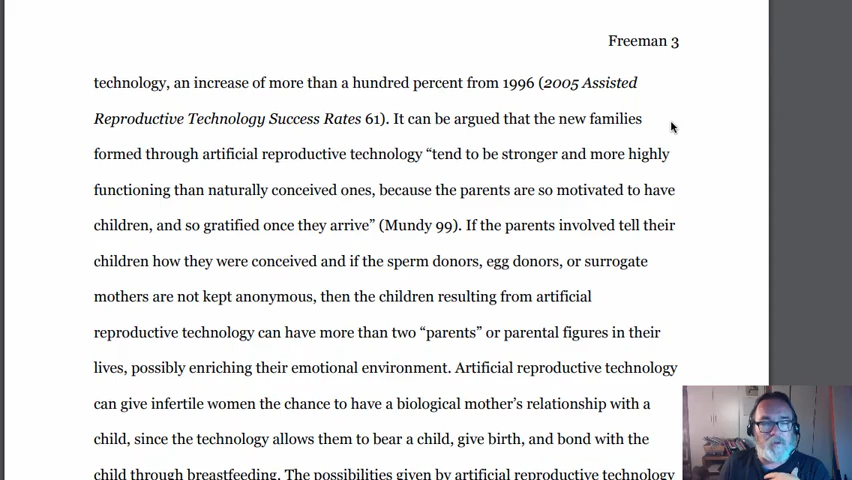 Freeman 3
technology, an increase of more than a hundred percent from 1996 (2005 Assisted
Reproductive Technology Success Rates 61). It can be argued that the new families
formed through artificial reproductive technology “tend to be stronger and more highly
functioning than naturally conceived ones, because the parents are so motivated to have
children, and so gratified once they arrive” (Mundy 99). If the parents involved tell their
children how they were conceived and if the sperm donors, egg donors, or surrogate
mothers are not kept anonymous, then the children resulting from artificial
reproductive technology can have more than two “parents” or parental figures in their
lives, possibly enriching their emotional environment. Artificial reproductive technology
can give infertile women the chance to have a biological mother’s relationship with a
child, since the technology allows them to bear a child, give birth, and bond with the
child through breastfeeding. The possibilities given by artificial reproductive technology